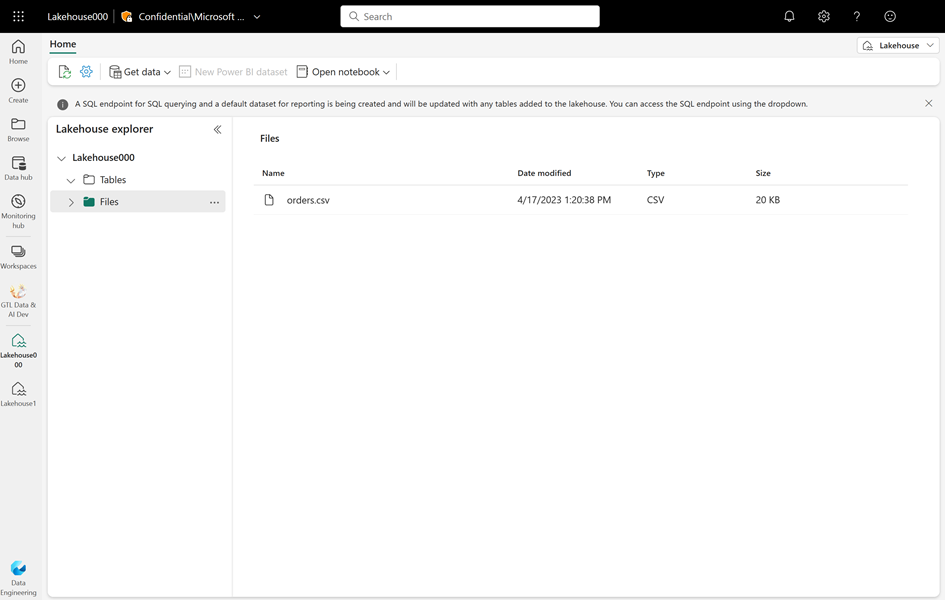 Lakehouse000
Confidential\Microsoft ...
Search
Home
Lakehouse
Get data
New Power BI dataset
Open notebook
A SQL endpoint for SQL querying and a default dataset for reporting is being created and will be updated with any tables added to the lakehouse. You can access the SQL endpoint using the dropdown.
Home
Create
Browse
Data hub
Monitoring
hub
Workspaces
GTL Data &
AI Dev
Lakehouse0
00
Lakehouse1
Data
Engineering
Lakehouse explorer
Lakehouse000
Tables
Files
...
Files
Name Date modified Type Size
orders.csv 4/17/2023 1:20:38 PM CSV 20 KB